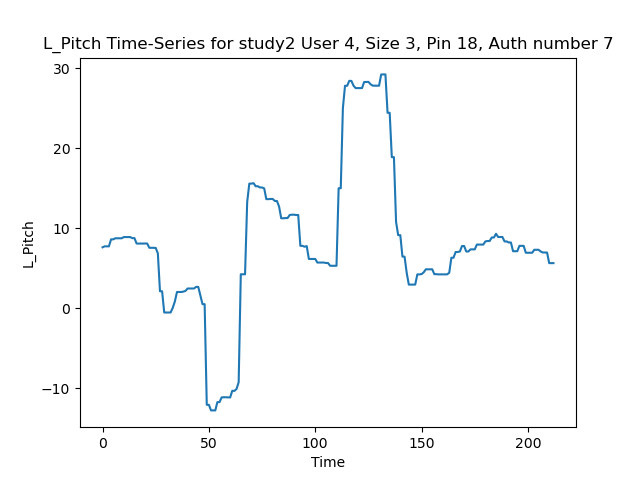 L_Pitch Time-Series for study2 User 4, Size 3, Pin 18, Auth number 7
30
20
10
0
−10
L_Pitch
0 50 100 150 200
Time